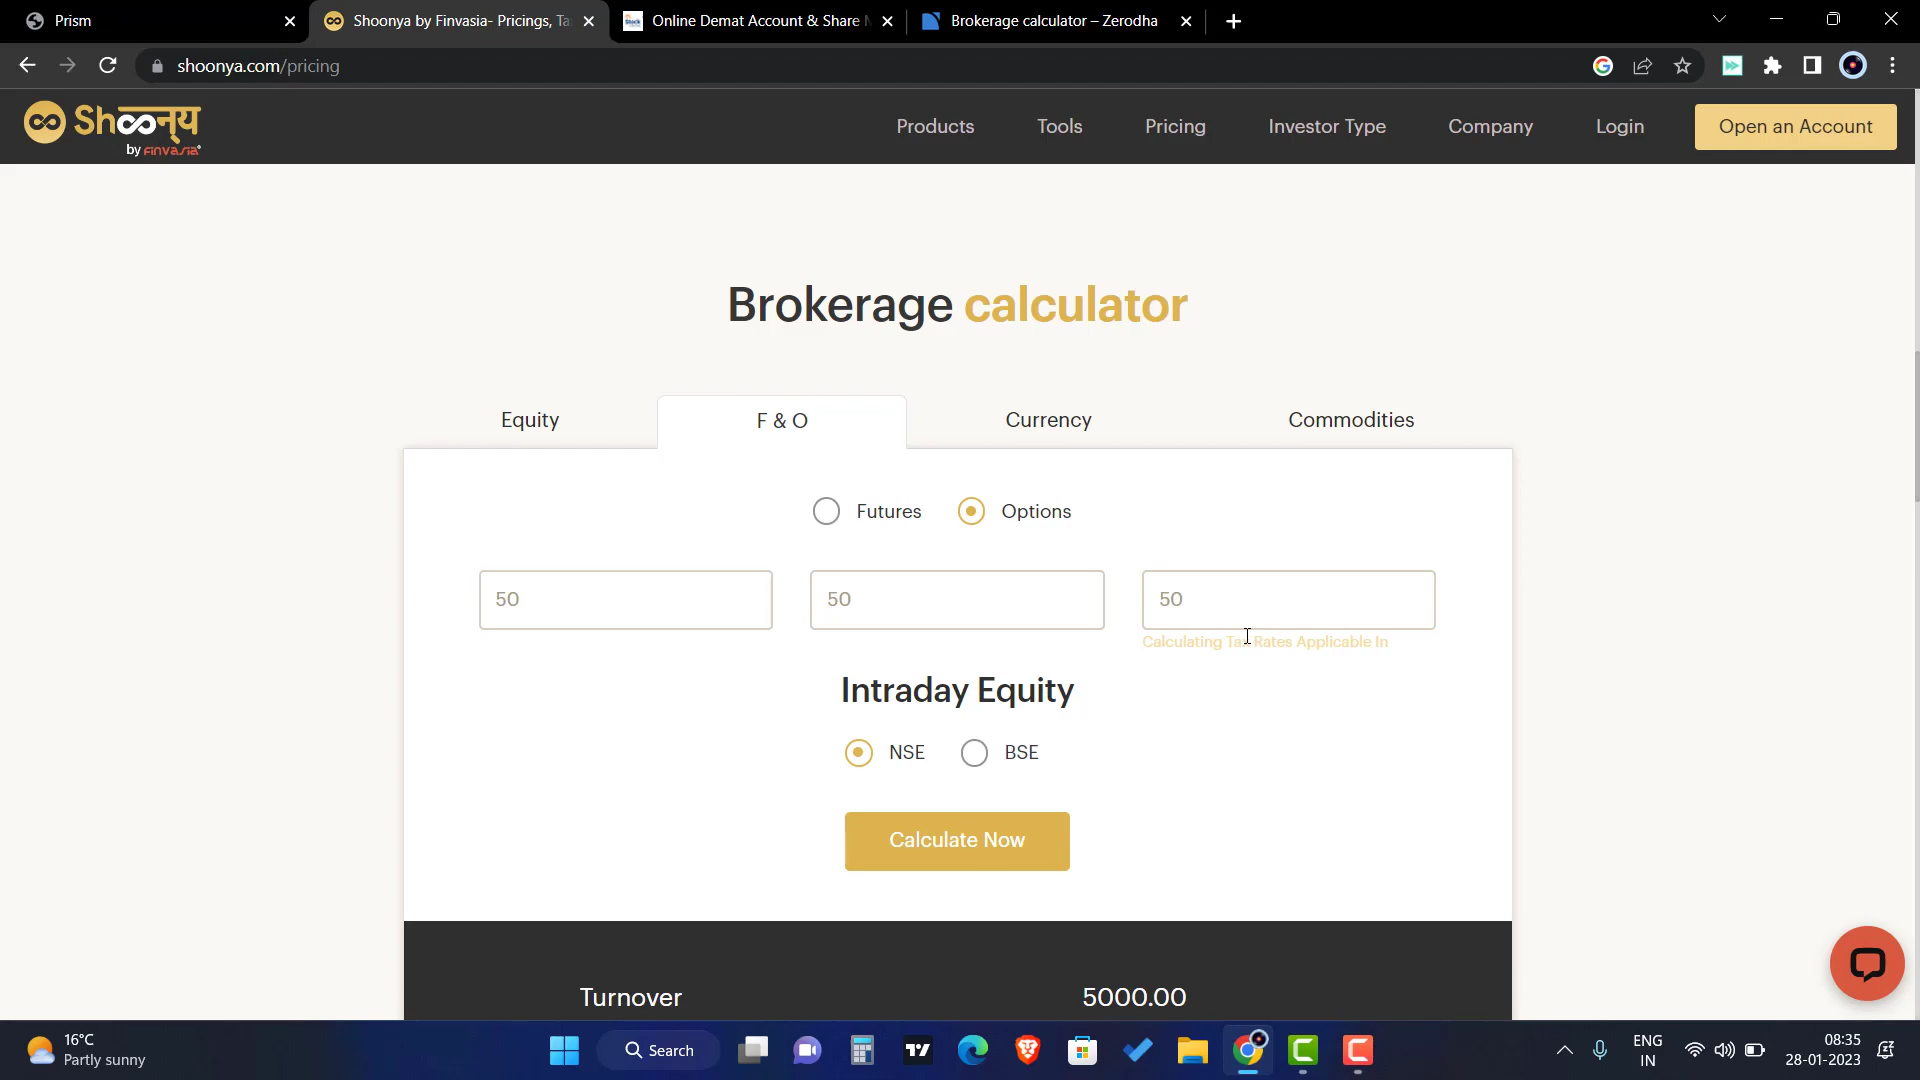 Prism
Shoonya by Finvasia- Pricings, Ta
Online Demat Account & Share M
Brokerage calculator – Zerodha
shoonya.com/pricing
Shoonय
by FINVASIA
Products
Tools
Pricing
Investor Type
Company
Login
Open an Account
Brokerage calculator
Equity
F & O
Currency
Commodities
Futures
Options
50
50
50
Calculating Tax Rates Applicable In
Intraday Equity
NSE
BSE
Calculate Now
Turnover
5000.00
16°C
Partly sunny
Search
ENG
IN
08:35
28-01-2023